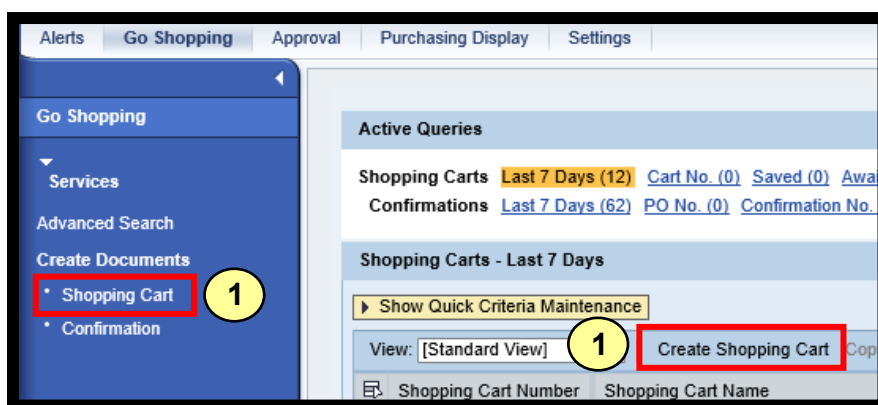 Alerts Go Shopping Approval Purchasing Display Settings
Go Shopping
Services
Advanced Search
Create Documents
• Shopping Cart 1
• Confirmation
Active Queries
Shopping Carts Last 7 Days (12) Cart No. (0) Saved (0) Awai
Confirmations Last 7 Days (62) PO No. (0) Confirmation No.
Shopping Carts - Last 7 Days
Show Quick Criteria Maintenance
View: [Standard View] 1 Create Shopping Cart Cop
Shopping Cart Number Shopping Cart Name